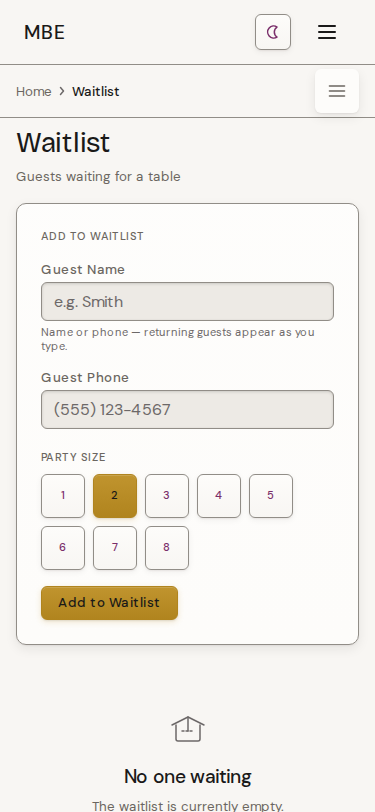 MBE
Home > Waitlist
Waitlist
Guests waiting for a table
ADD TO WAITLIST
Guest Name
e.g. Smith
Name or phone — returning guests appear as you
type.
Guest Phone
(555) 123-4567
PARTY SIZE
1 2 3 4 5
6 7 8
Add to Waitlist
No one waiting
The waitlist is currently empty.